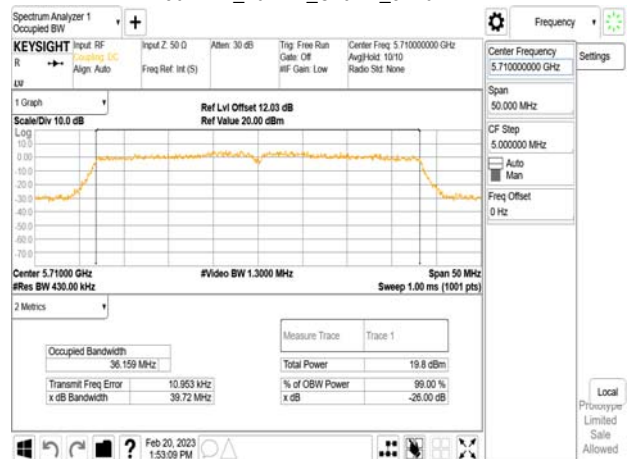 Spectrum Analyzer 1
Occupied BW
Frequency
KEYSIGHT
Input: RF
Coupling: DC
Align: Auto
Input Z: 50 Ω
Freq Ref: Int (S)
Atten: 30 dB
Trig: Free Run
Gate: Off
#IF Gain: Low
Center Freq: 5.710000000 GHz
Avg|Hold: 10/10
Radio Std: None
R
LXI
Center Frequency
5.710000000 GHz
Settings
Span
50.000 MHz
CF Step
5.000000 MHz
Auto
Man
Freq Offset
0 Hz
1 Graph
Scale/Div 10.0 dB
Ref Lvl Offset 12.03 dB
Ref Value 20.00 dBm
Log
10.0
0.00
-10.0
-20.0
-30.0
-40.0
-50.0
-60.0
-70.0
Center 5.71000 GHz
#Res BW 430.00 kHz
#Video BW 1.3000 MHz
Span 50 MHz
Sweep 1.00 ms (1001 pts)
2 Metrics
Measure Trace Trace 1
Occupied Bandwidth
36.159 MHz
Total Power 19.8 dBm
Transmit Freq Error 10.953 kHz
% of OBW Power 99.00 %
x dB Bandwidth 39.72 MHz
x dB -26.00 dB
Local
Prototype
Limited
Sale
Allowed
Feb 20, 2023
1:53:09 PM